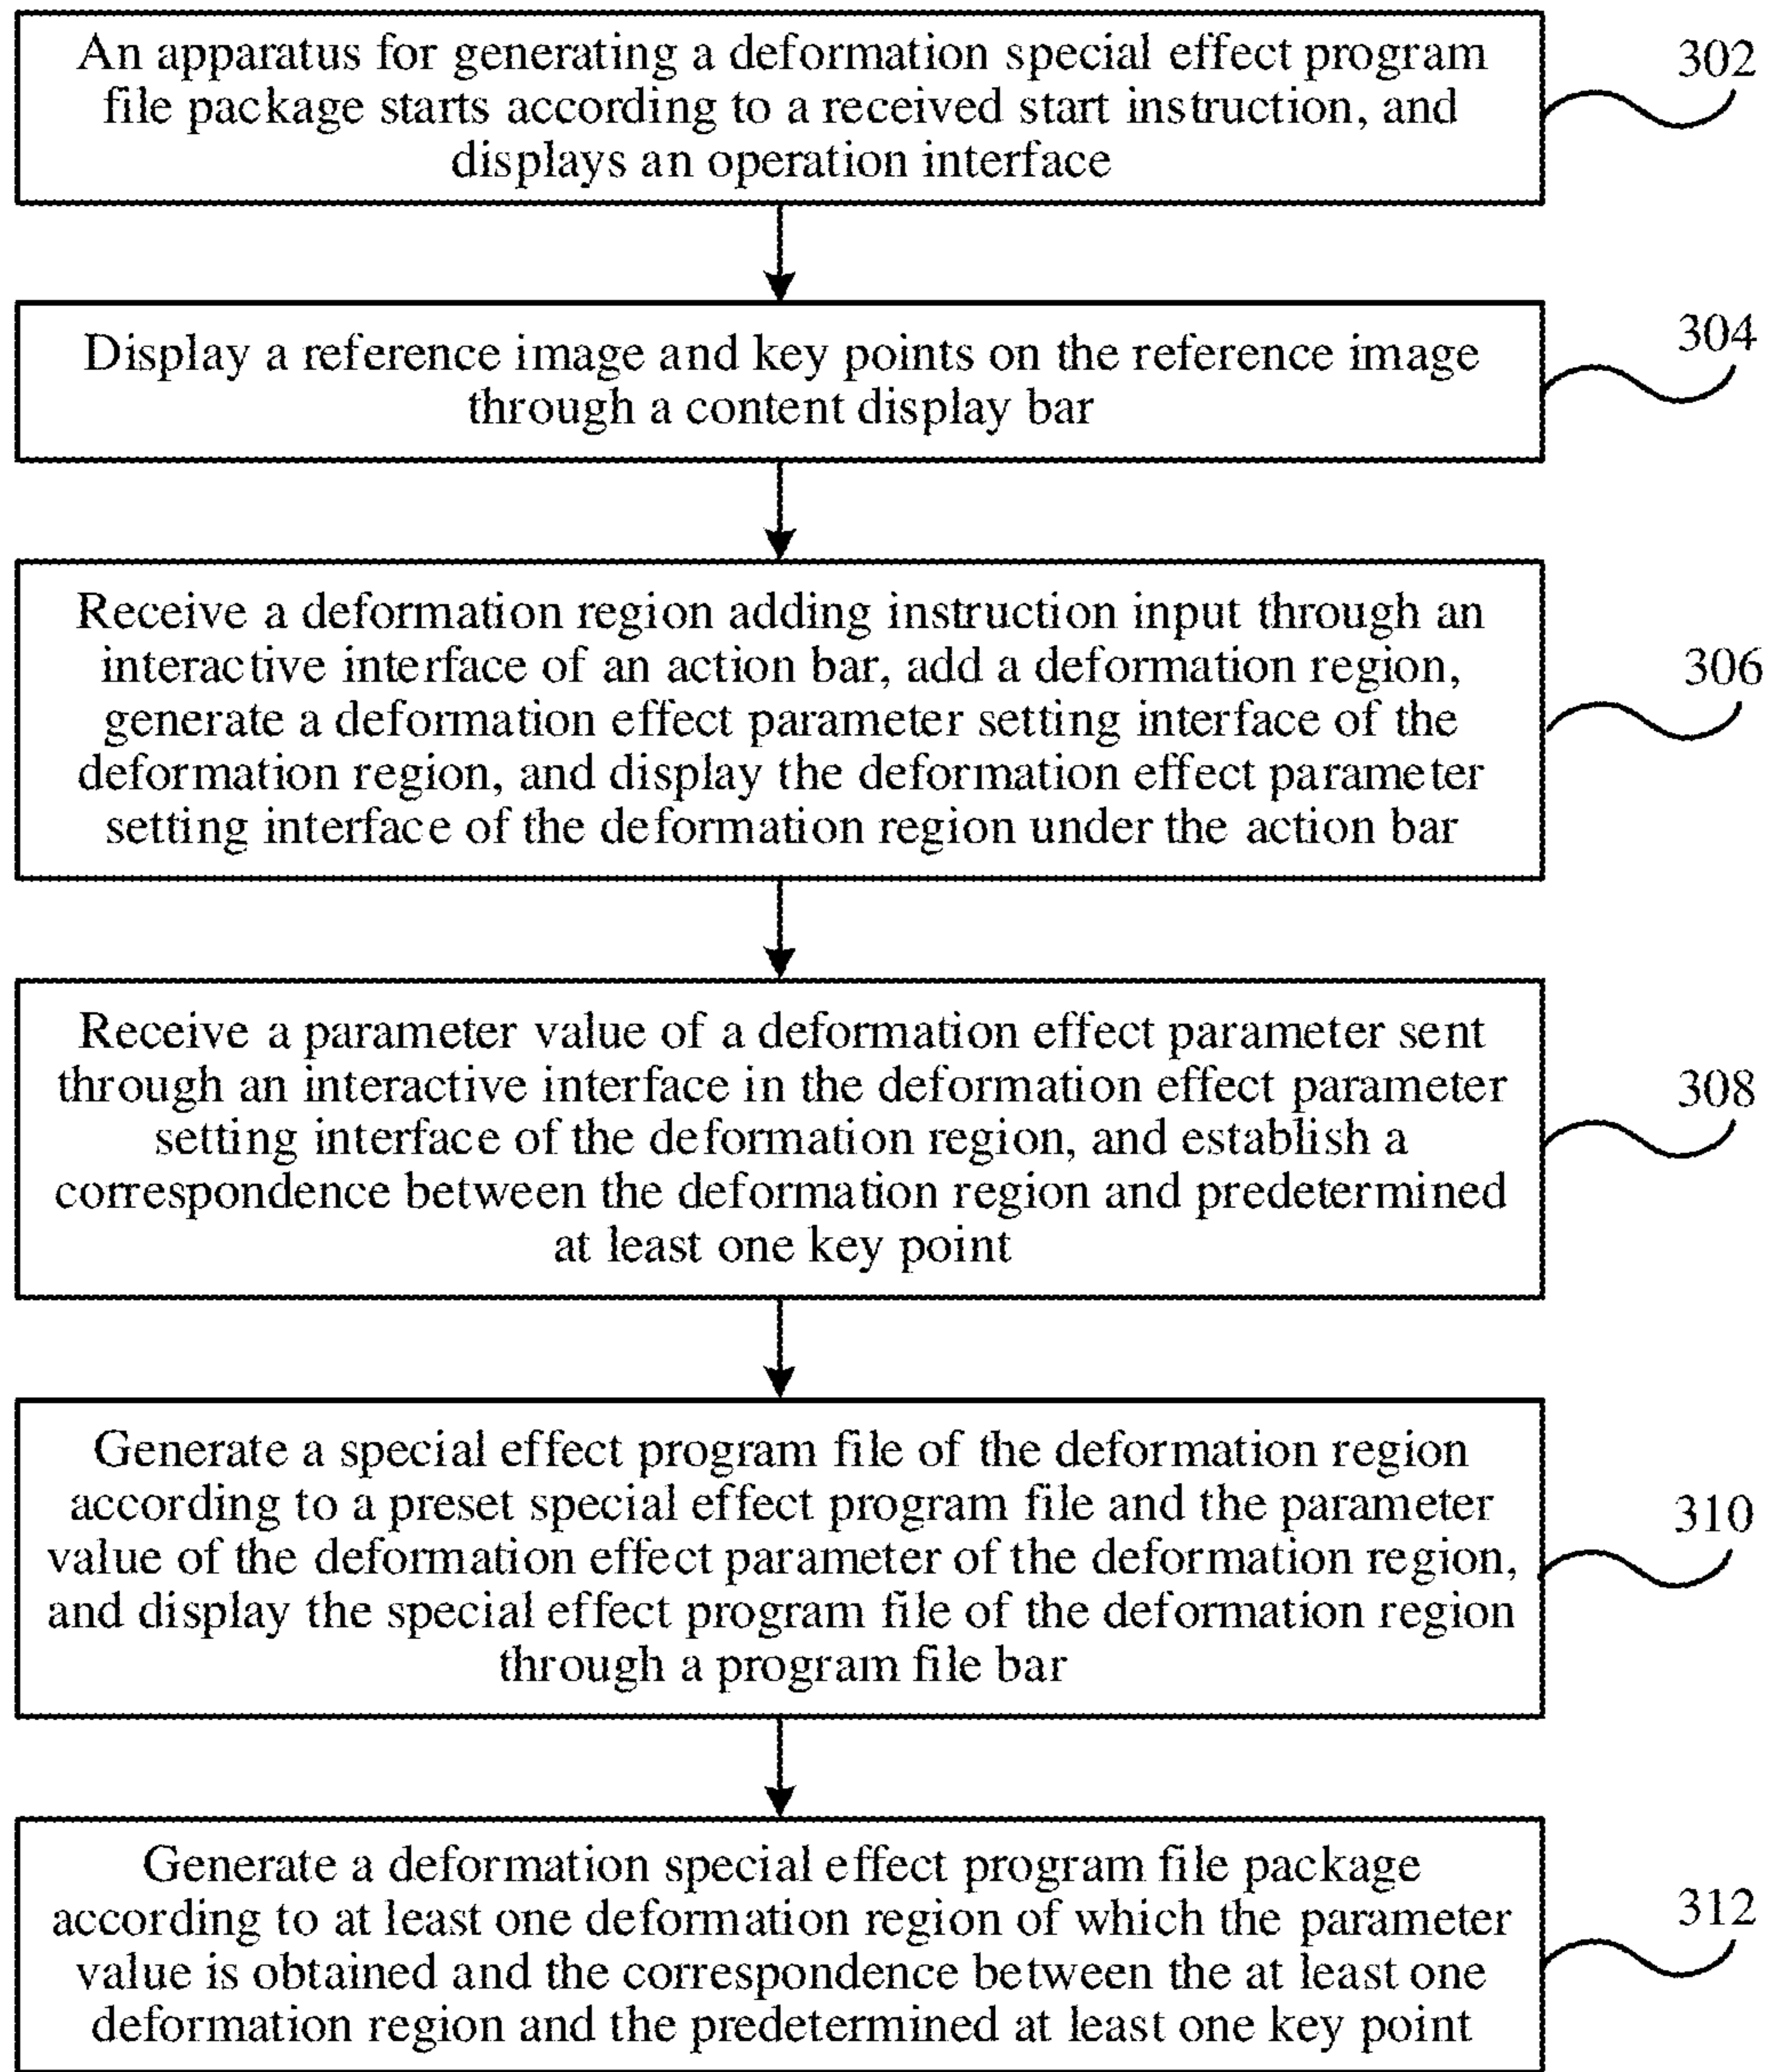 An apparatus for generating a deformation special effect program
file package starts according to a received start instruction, and
displays an operation interface
302
Display a reference image and key points on the reference image
through a content display bar
304
Receive a deformation region adding instruction input through an
interactive interface of an action bar, add a deformation region,
generate a deformation effect parameter setting interface of the
deformation region, and display the deformation effect parameter
setting interface of the deformation region under the action bar
306
Receive a parameter value of a deformation effect parameter sent
through an interactive interface in the deformation effect parameter
setting interface of the deformation region, and establish a
correspondence between the deformation region and predetermined
at least one key point
308
Generate a special effect program file of the deformation region
according to a preset special effect program file and the parameter
value of the deformation effect parameter of the deformation region,
and display the special effect program file of the deformation region
through a program file bar
310
Generate a deformation special effect program file package
according to at least one deformation region of which the parameter
value is obtained and the correspondence between the at least one
deformation region and the predetermined at least one key point
312